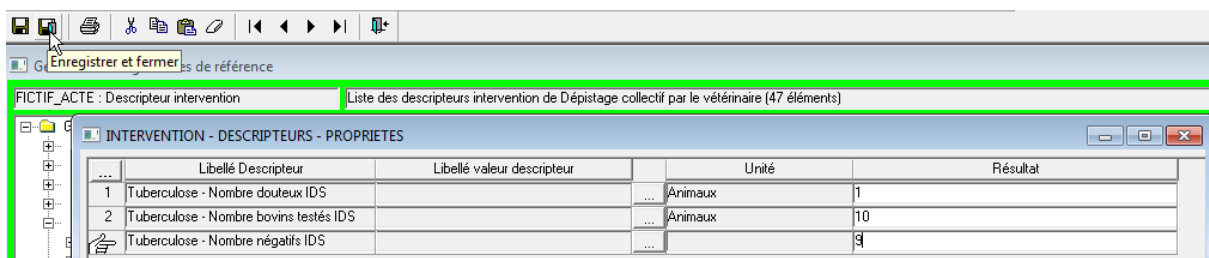 Enregistrer et fermer
Ge es de référence
FICTIF_ACTE : Descripteur intervention Liste des descripteurs intervention de Dépistage collectif par le vétérinaire (47 éléments)
INTERVENTION - DESCRIPTEURS - PROPRIETES
... Libellé Descripteur Libellé valeur descripteur Unité Résultat
1 Tuberculose - Nombre douteux IDS ... Animaux 1
2 Tuberculose - Nombre bovins testés IDS ... Animaux 10
Tuberculose - Nombre négatifs IDS ... 9